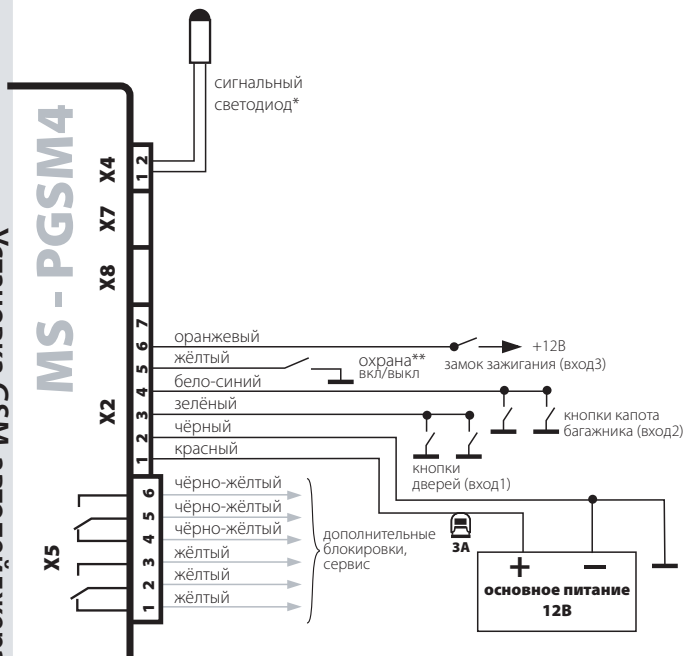 сигнальный
светодиод*
MS - PGSM4
X4
1 2
X7
X8
X2
7
6
5
4
3
2
1
оранжевый
жёлтый
бело-синий
зелёный
чёрный
красный
+12В
замок зажигания (вход3)
охрана**
вкл/выкл
кнопки капота
багажника (вход2)
кнопки
дверей (вход1)
X5
6
5
4
3
2
1
чёрно-жёлтый
чёрно-жёлтый
чёрно-жёлтый
жёлтый
жёлтый
жёлтый
дополнительные
блокировки,
сервис
3А
+ −
основное питание
12В